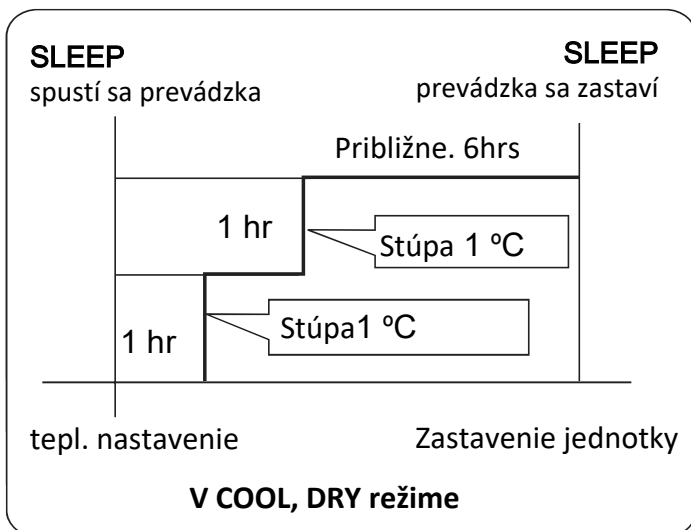 SLEEP
spustí sa prevádzka
SLEEP
prevádzka sa zastaví
Približne. 6hrs
1 hr
Stúpa 1 ºC
1 hr
Stúpa1 ºC
tepl. nastavenie
Zastavenie jednotky
V COOL, DRY režime